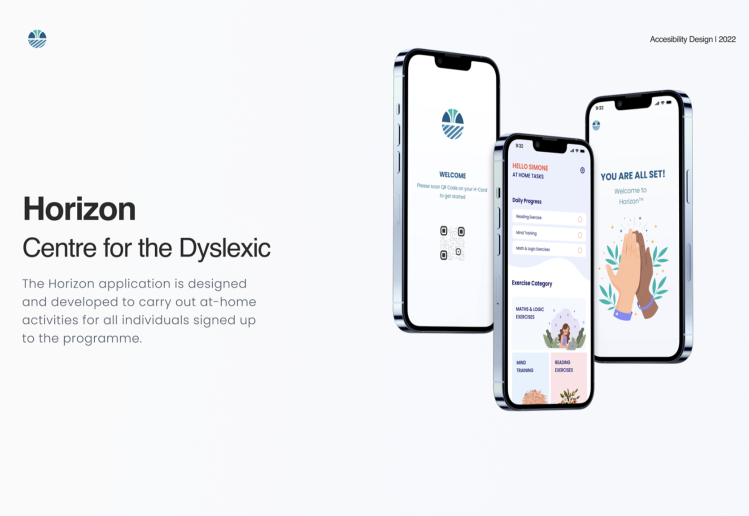 Accesibility Design | 2022
Horizon
Centre for the Dyslexic
The Horizon application is designed
and developed to carry out at-home
activities for all individuals signed up
to the programme.
WELCOME
Please scan QR Code on your H-Card
to get started
9:32
HELLO SIMONE
AT HOME TASKS
Daily Progress
Reading Exercise
Mind Training
Math & Logic Exercises
Exercise Category
MATHS & LOGIC
EXERCISES
MIND
TRAINING
READING
EXERCISES
9:32
YOU ARE ALL SET!
Welcome to
Horizon™